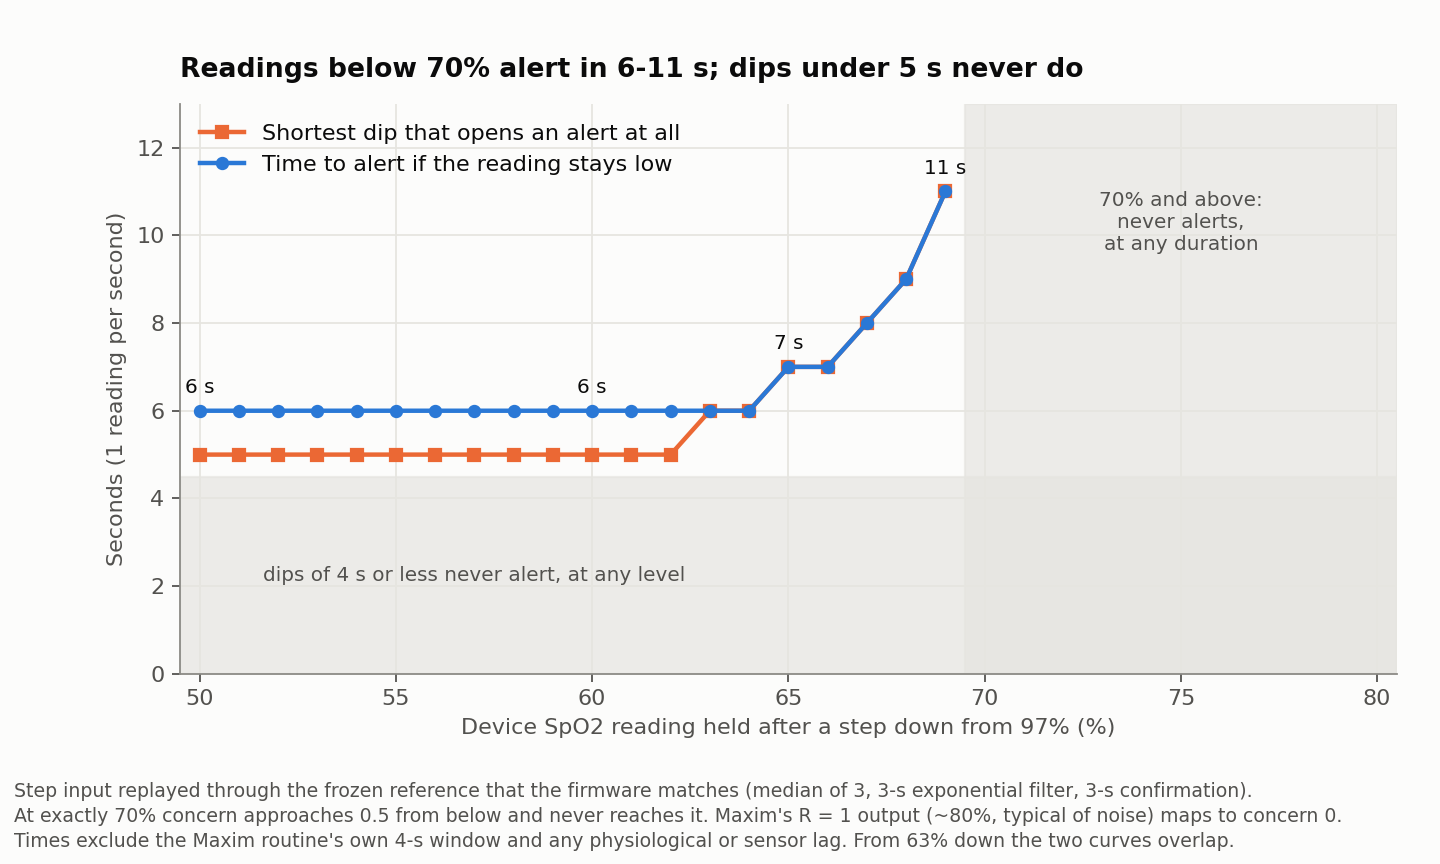 Readings below 70% alert in 6-11 s; dips under 5 s never do
Shortest dip that opens an alert at all
Time to alert if the reading stays low
12
10
8
6
4
2
0
Seconds (1 reading per second)
6 s
6 s
7 s
11 s
70% and above:
never alerts,
at any duration
dips of 4 s or less never alert, at any level
50
55
60
65
70
75
80
Device SpO2 reading held after a step down from 97% (%)
Step input replayed through the frozen reference that the firmware matches (median of 3, 3-s exponential filter, 3-s confirmation).
At exactly 70% concern approaches 0.5 from below and never reaches it. Maxim's R = 1 output (~80%, typical of noise) maps to concern 0.
Times exclude the Maxim routine's own 4-s window and any physiological or sensor lag. From 63% down the two curves overlap.